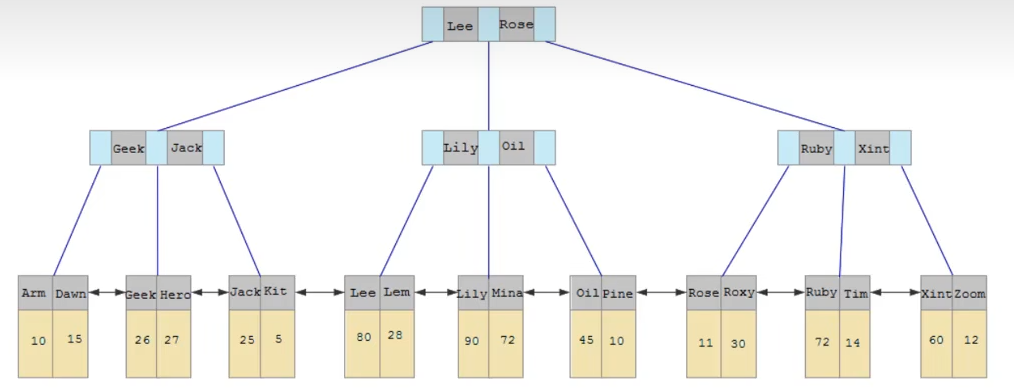 Lee Rose
Geek Jack
Lily Oil
Ruby Xint
Arm Dawn Geek Hero Jack Kit Lee Lem Lily Mina Oil Pine Rose Roxy Ruby Tim Xint Zoom
10 15 26 27 25 5 80 28 90 72 45 10 11 30 72 14 60 12